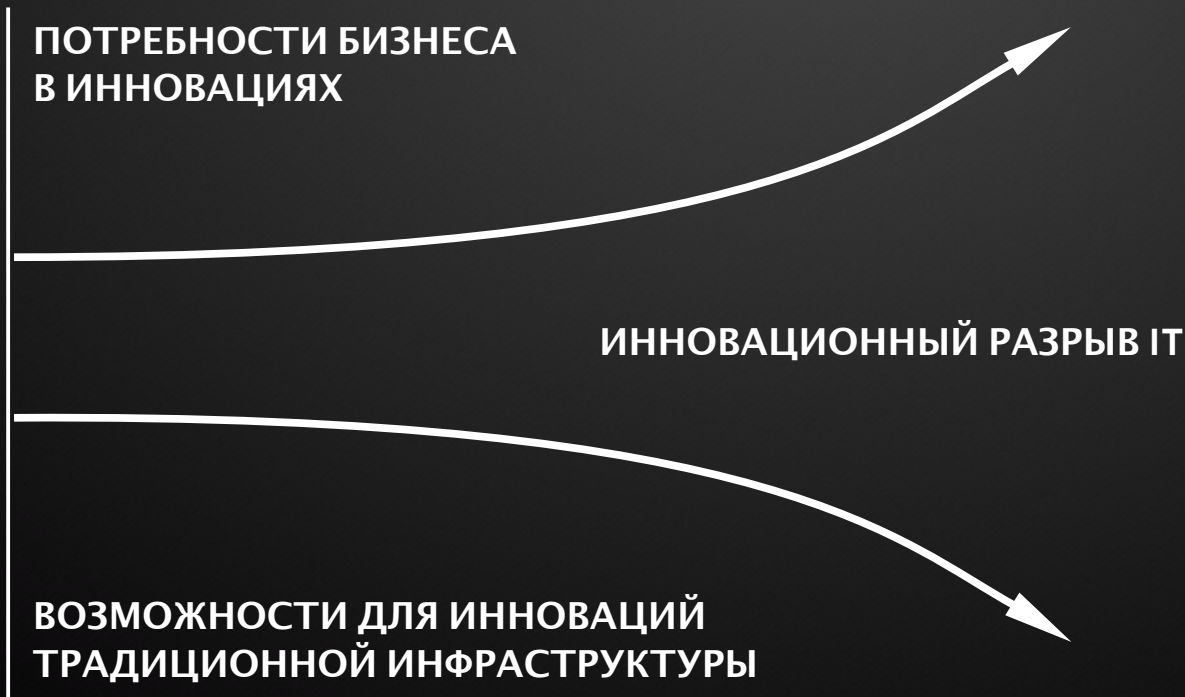 ПОТРЕБНОСТИ БИЗНЕСА
В ИННОВАЦИЯХ
ИННОВАЦИОННЫЙ РАЗРЫВ IT
ВОЗМОЖНОСТИ ДЛЯ ИННОВАЦИЙ
ТРАДИЦИОННОЙ ИНФРАСТРУКТУРЫ